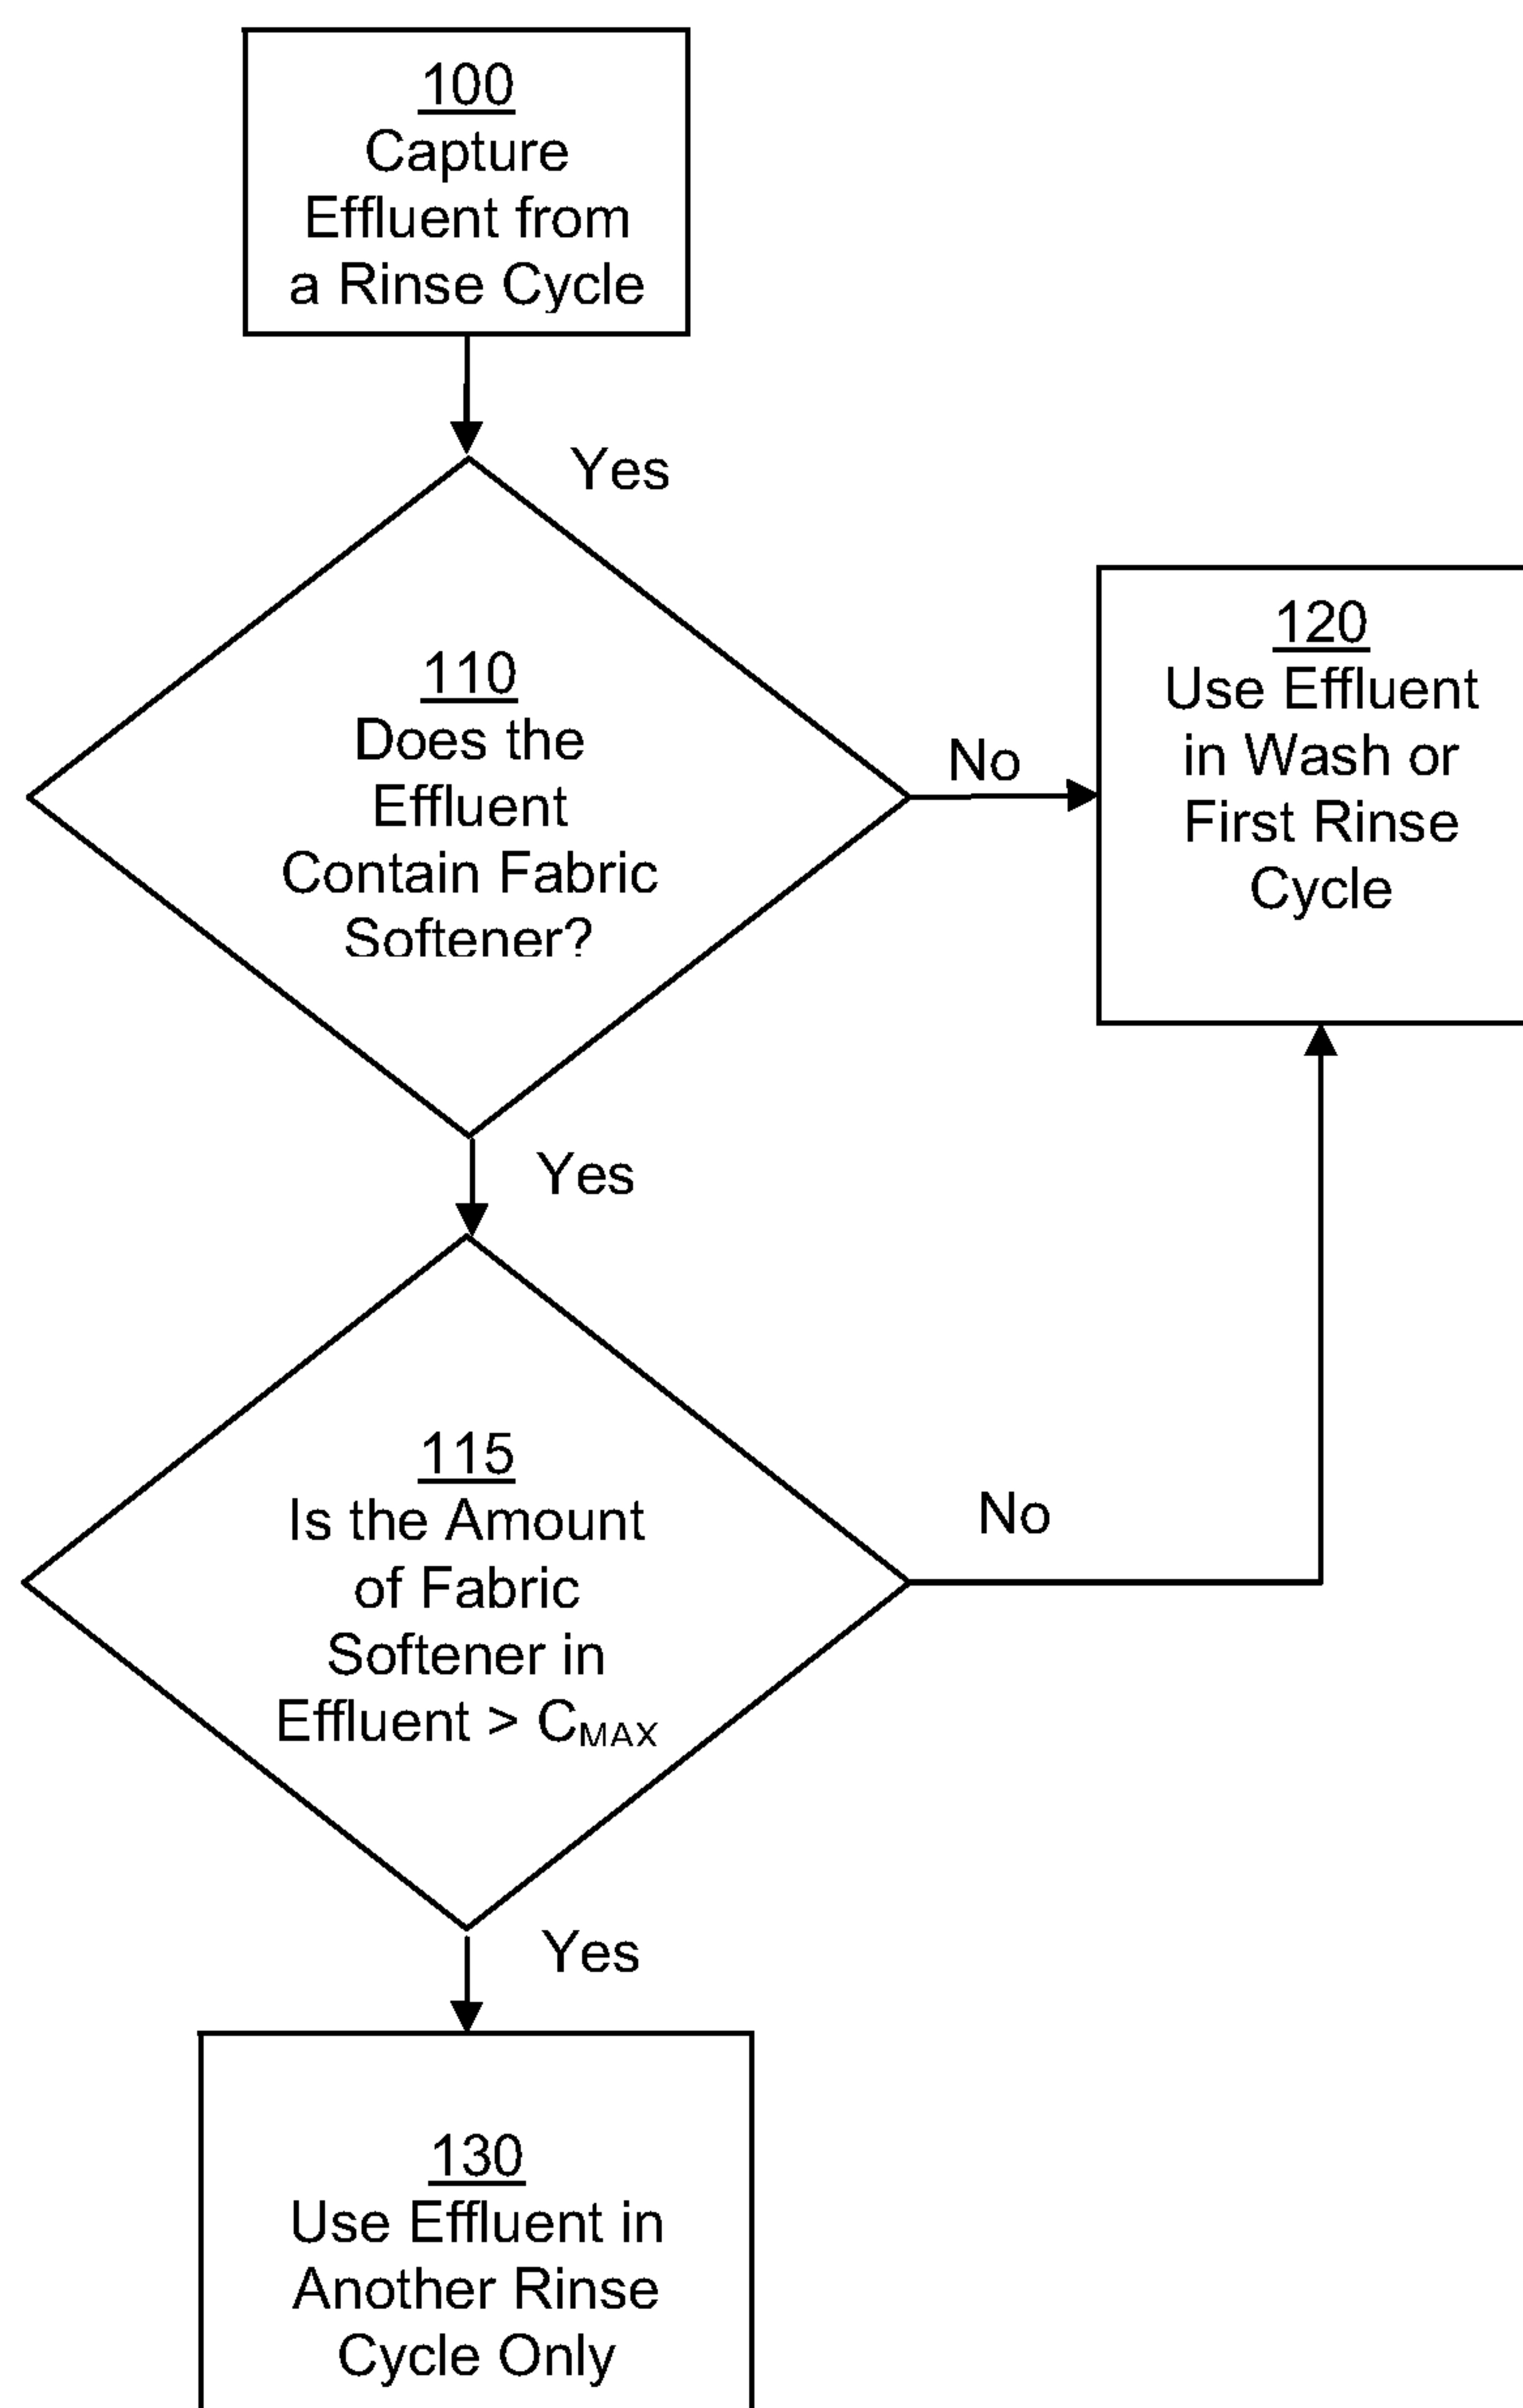 100
Capture
Effluent from
a Rinse Cycle
Yes
110
Does the
Effluent
Contain Fabric
Softener?
No
120
Use Effluent
in Wash or
First Rinse
Cycle
Yes
115
Is the Amount
of Fabric
Softener in
Effluent > CMAX
No
Yes
130
Use Effluent in
Another Rinse
Cycle Only